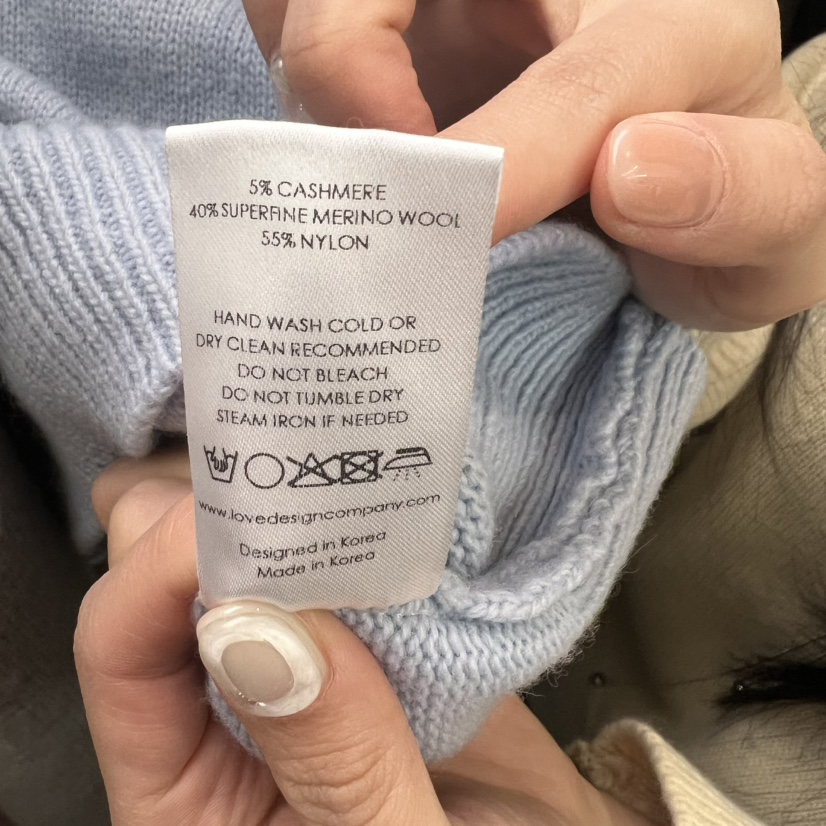 5% CASHMERE
40% SUPERFINE MERINO WOOL
55% NYLON
HAND WASH COLD OR
DRY CLEAN RECOMMENDED
DO NOT BLEACH
DO NOT TUMBLE DRY
STEAM IRON IF NEEDED
www.lovedesigncompany.com
Designed in Korea
Made in Korea